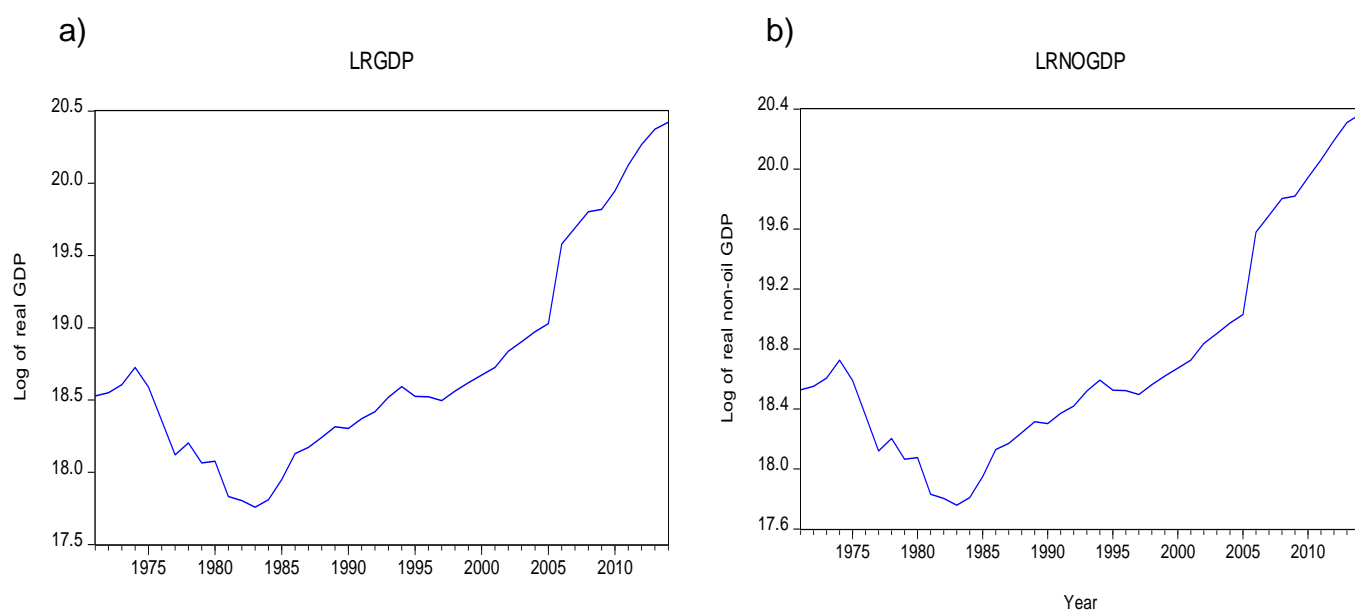 a)
LRGDP
Log of real GDP
20.5
20.0
19.5
19.0
18.5
18.0
17.5
1975 1980 1985 1990 1995 2000 2005 2010
b)
LRNOGDP
Log of real non-oil GDP
20.4
20.0
19.6
19.2
18.8
18.4
18.0
17.6
1975 1980 1985 1990 1995 2000 2005 2010
Year